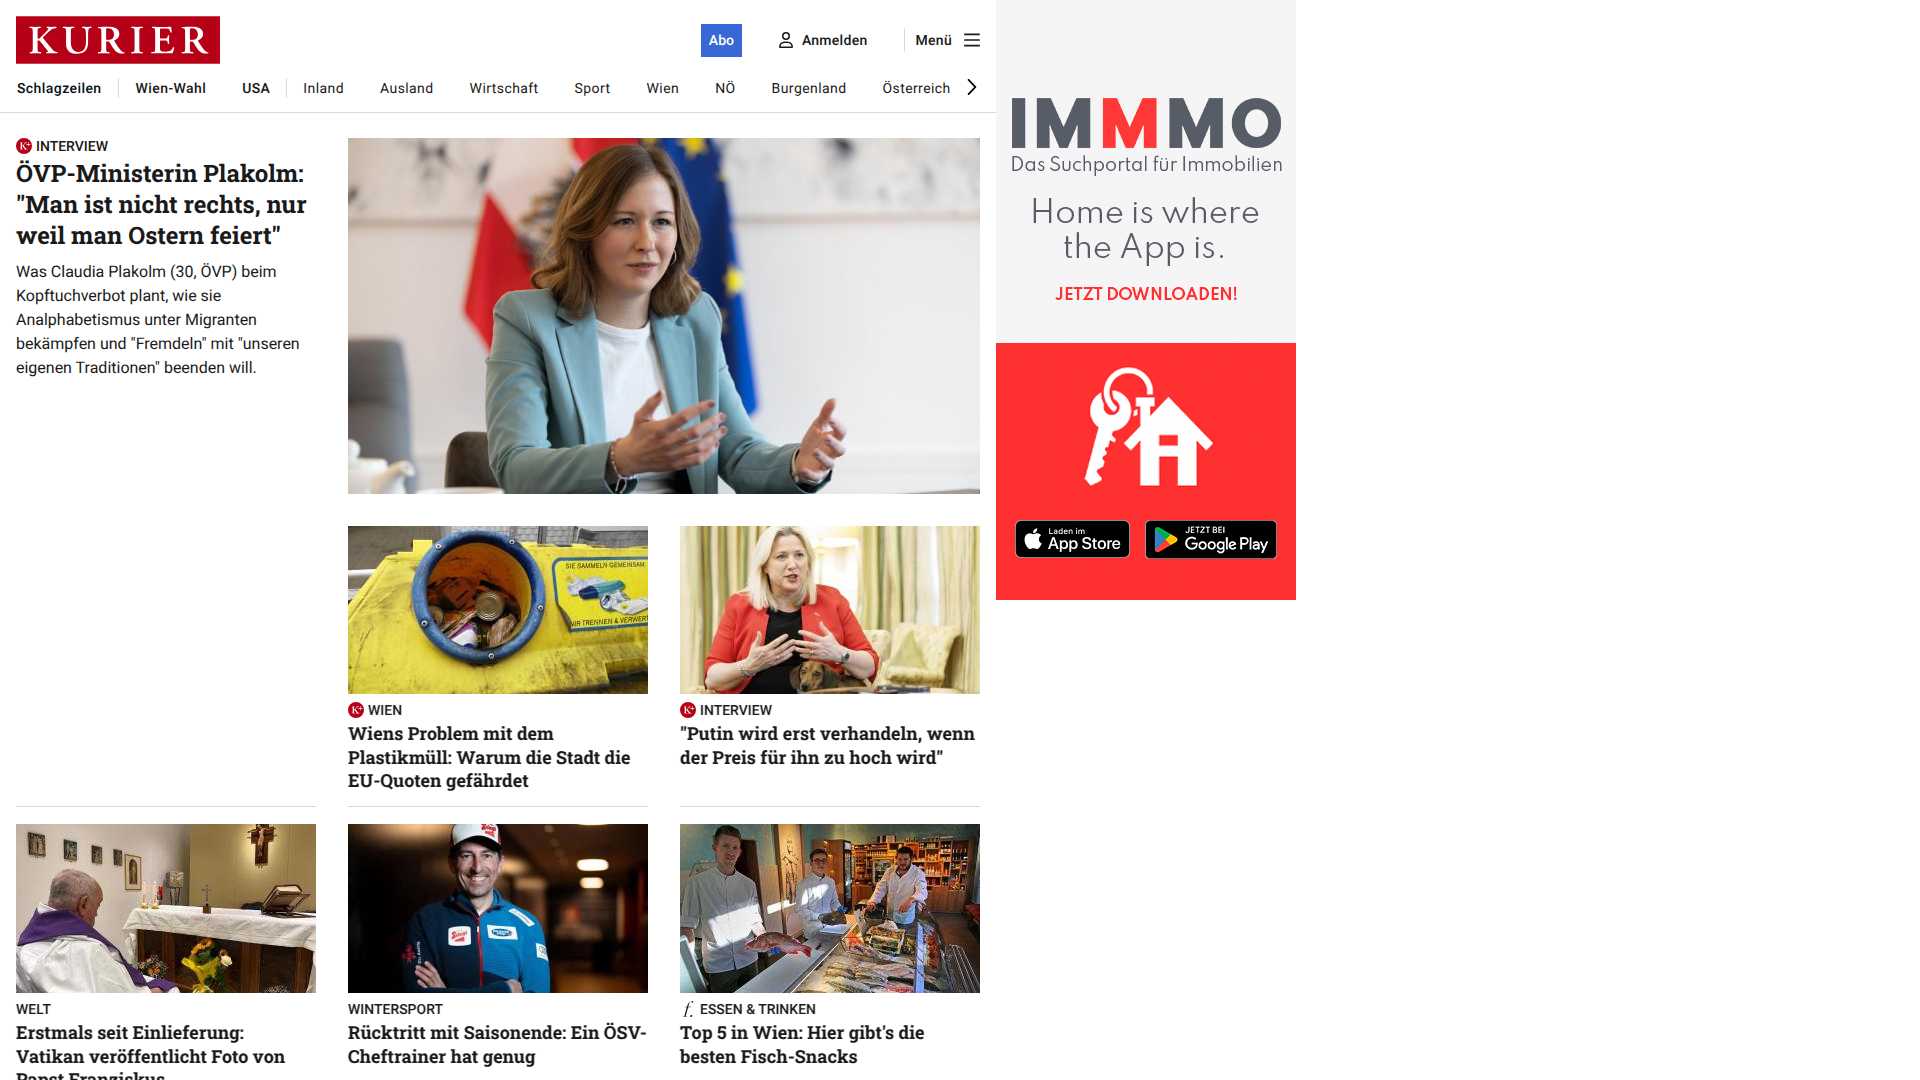 KURIER
Abo
Anmelden
Menü
Schlagzeilen
Wien-Wahl
USA
Inland
Ausland
Wirtschaft
Sport
Wien
NÖ
Burgenland
Österreich
INTERVIEW
ÖVP-Ministerin Plakolm:
"Man ist nicht rechts, nur
weil man Ostern feiert"
Was Claudia Plakolm (30, ÖVP) beim
Kopftuchverbot plant, wie sie
Analphabetismus unter Migranten
bekämpfen und "Fremdeln" mit "unseren
eigenen Traditionen" beenden will.
SIE SAMMELN GEMEINSAM
WIR TRENNEN & VERWERT
WIEN
Wiens Problem mit dem
Plastikmüll: Warum die Stadt die
EU-Quoten gefährdet
INTERVIEW
"Putin wird erst verhandeln, wenn
der Preis für ihn zu hoch wird"
WELT
Erstmals seit Einlieferung:
Vatikan veröffentlicht Foto von
Papst Franziskus
WINTERSPORT
Rücktritt mit Saisonende: Ein ÖSV-
Cheftrainer hat genug
f. ESSEN & TRINKEN
Top 5 in Wien: Hier gibt's die
besten Fisch-Snacks
IMMMO
Das Suchportal für Immobilien
Home is where
the App is.
JETZT DOWNLOADEN!
Laden im
App Store
JETZT BEI
Google Play